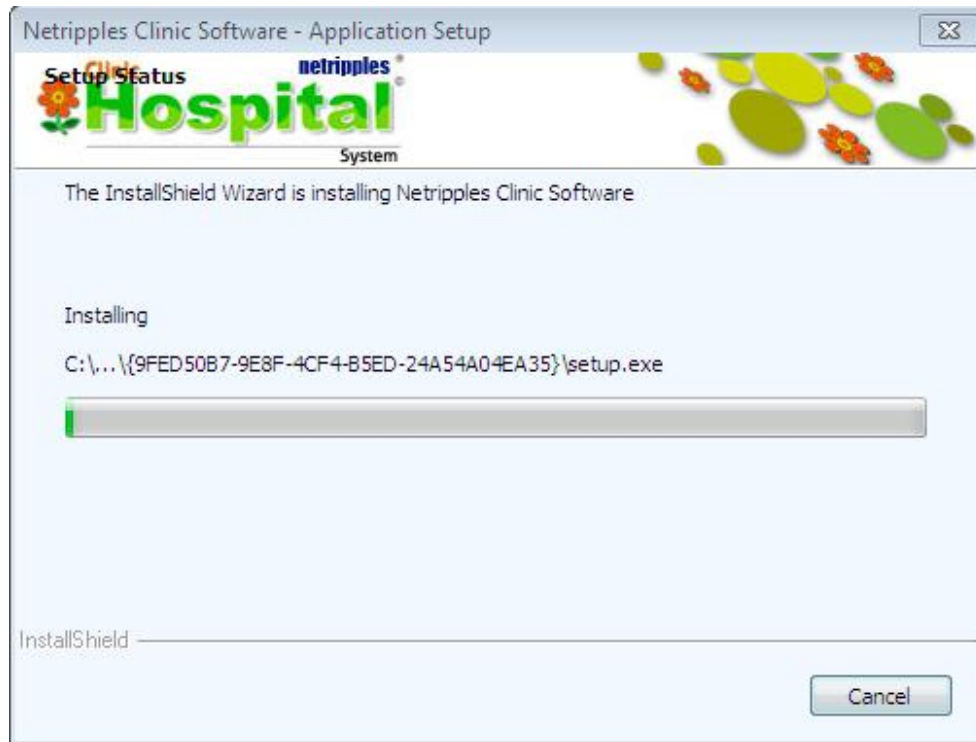 Netripples Clinic Software - Application Setup
Setup Status
Clinic
netripples
Hospital
System
The InstallShield Wizard is installing Netripples Clinic Software
Installing
C:\...\{9FED50B7-9E8F-4CF4-B5ED-24A54A04EA35}\setup.exe
InstallShield
Cancel